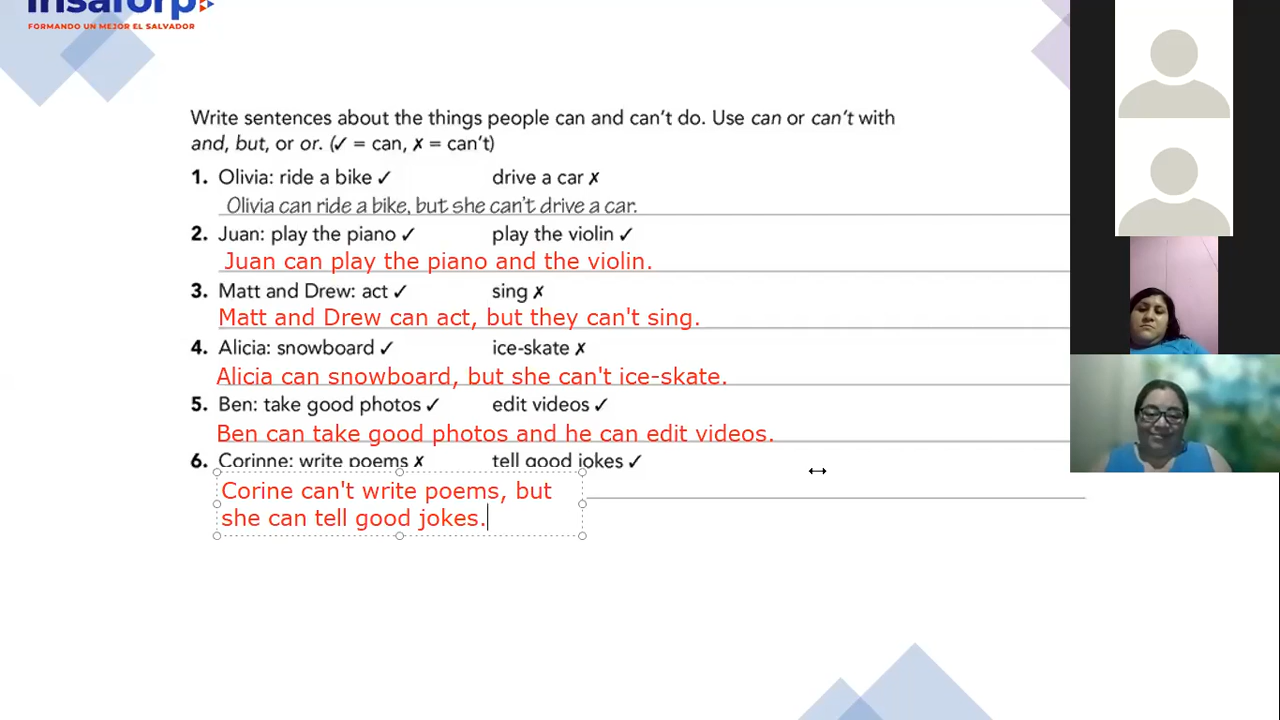 Insaforp
FORMANDO UN MEJOR EL SALVADOR
Write sentences about the things people can and can't do. Use can or can't with
and, but, or or. (✓ = can, ✗ = can't)
1. Olivia: ride a bike ✓ drive a car ✗
Olivia can ride a bike, but she can't drive a car.
2. Juan: play the piano ✓ play the violin ✓
Juan can play the piano and the violin.
3. Matt and Drew: act ✓ sing ✗
Matt and Drew can act, but they can't sing.
4. Alicia: snowboard ✓ ice-skate ✗
Alicia can snowboard, but she can't ice-skate.
5. Ben: take good photos ✓ edit videos ✓
Ben can take good photos and he can edit videos.
6. Corinne: write poems ✗ tell good jokes ✓
Corine can't write poems, but
she can tell good jokes.